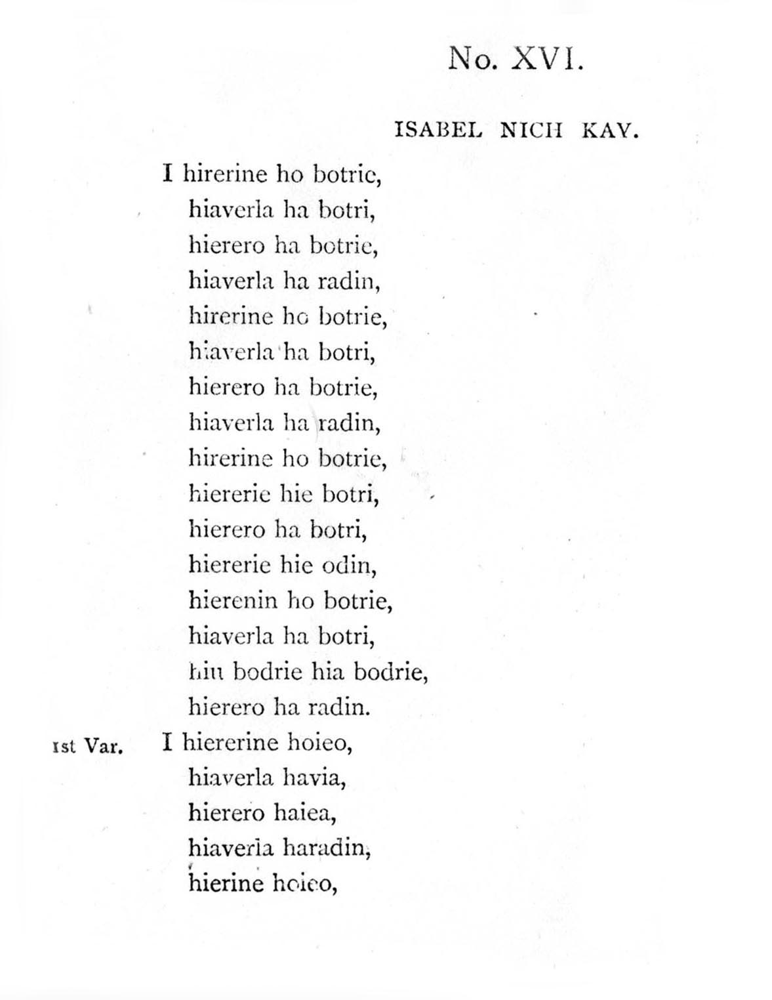 No. XVI.
ISABEL NICH KAY.
I hirerine ho botrie,
hiaverla ha botri,
hierero ha botrie,
hiaverla ha radin,
hirerine ho botrie,
hiaverla ha botri,
hierero ha botrie,
hiaverla ha radin,
hirerine ho botrie,
hiererie hie botri,
hierero ha botri,
hiererie hie odin,
hierenin ho botrie,
hiaverla ha botri,
hiu bodrie hia bodrie,
hierero ha radin.
1st Var. I hiererine hoieo,
hiaverla havia,
hierero haiea,
hiaverla haradin,
hierine hoieo,